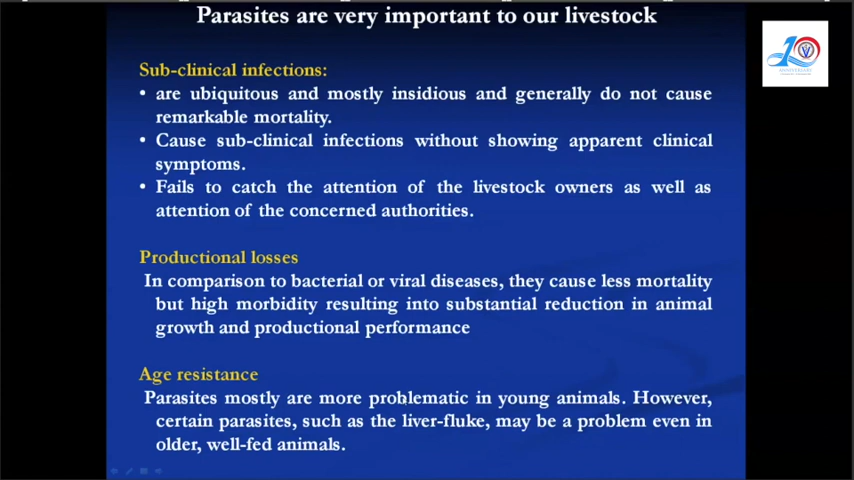 Parasites are very important to our livestock
Sub-clinical infections:
• are ubiquitous and mostly insidious and generally do not cause
remarkable mortality.
• Cause sub-clinical infections without showing apparent clinical
symptoms.
• Fails to catch the attention of the livestock owners as well as
attention of the concerned authorities.
Productional losses
In comparison to bacterial or viral diseases, they cause less mortality
but high morbidity resulting into substantial reduction in animal
growth and productional performance
Age resistance
Parasites mostly are more problematic in young animals. However,
certain parasites, such as the liver-fluke, may be a problem even in
older, well-fed animals.
10